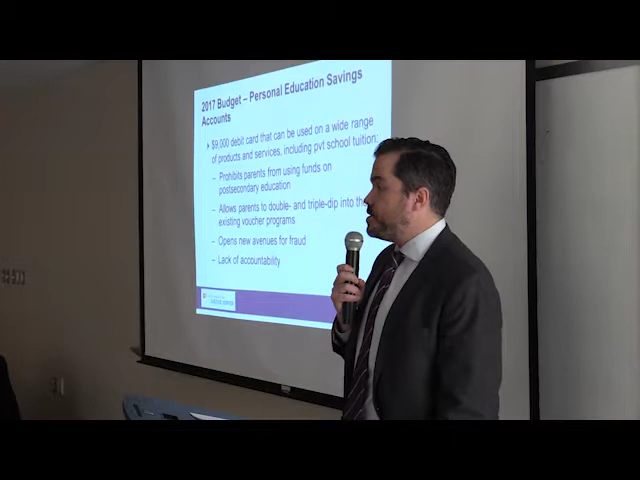 2017 Budget – Personal Education Savings
Accounts
$9,000 debit card that can be used on a wide range
of products and services, including pvt school tuition:
– Prohibits parents from using funds on
postsecondary education
– Allows parents to double- and triple-dip into the
existing voucher programs
– Opens new avenues for fraud
– Lack of accountability